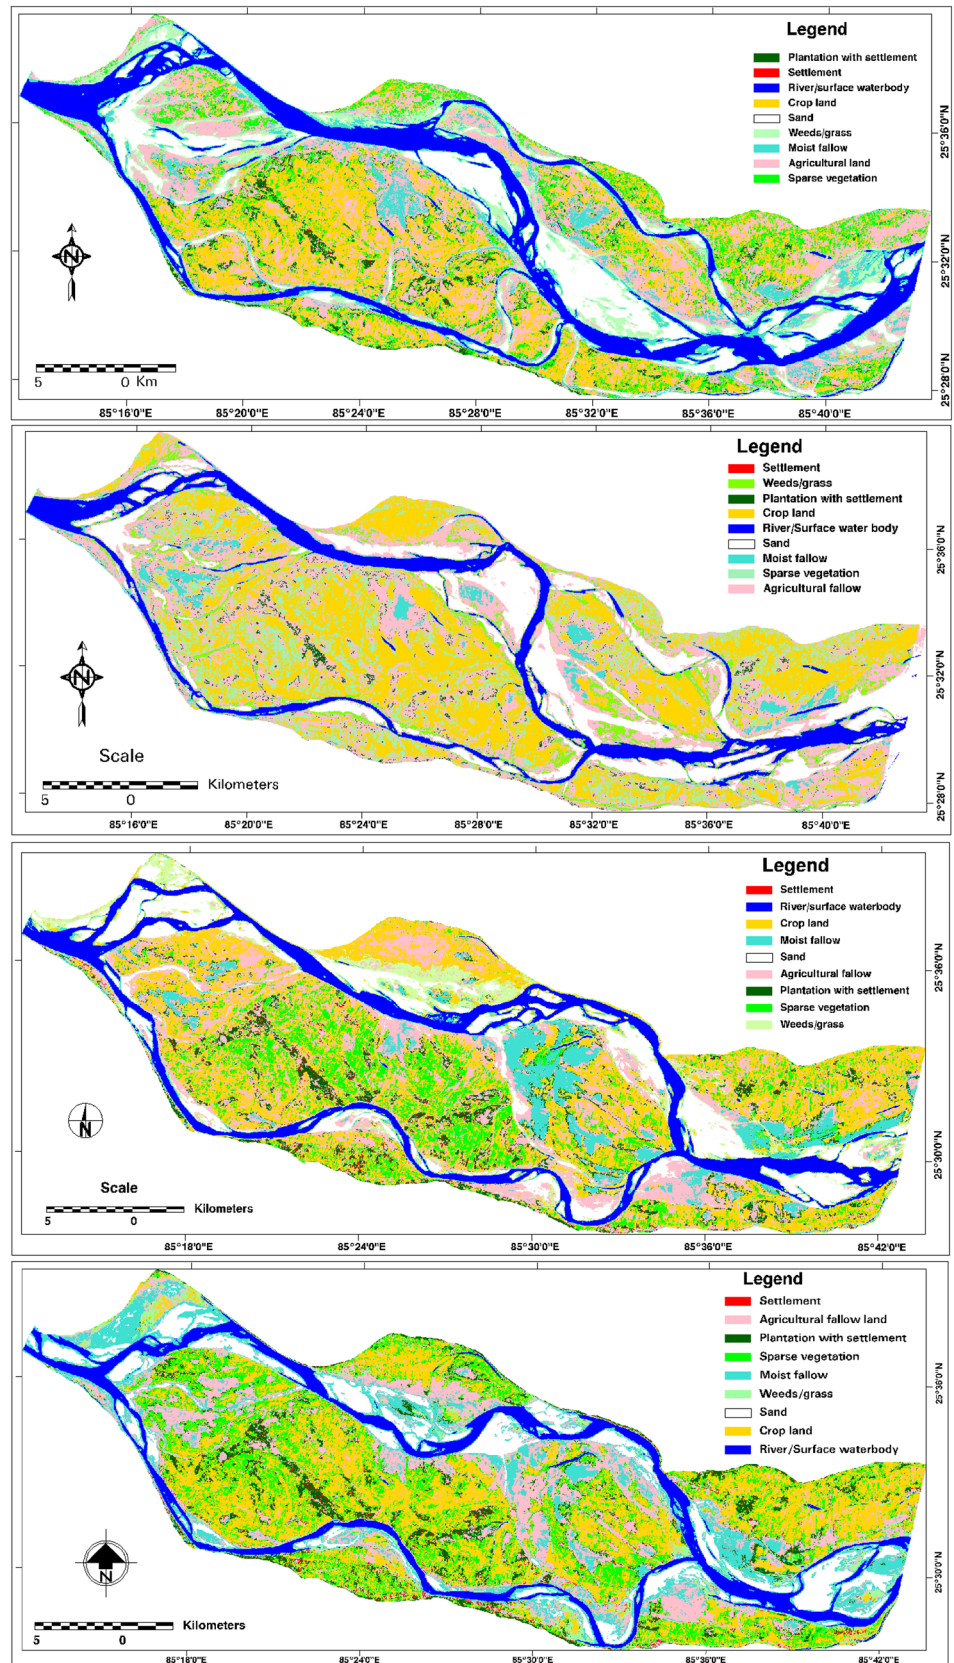 Legend
Plantation with settlement
Settlement
River/surface waterbody
Crop land
Sand
Weeds/grass
Moist fallow
Agricultural land
Sparse vegetation
25°36'0"N
25°32'0"N
25°28'0"N
N
5 0 Km
85°16'0"E 85°20'0"E 85°24'0"E 85°28'0"E 85°32'0"E 85°36'0"E 85°40'0"E
Legend
Settlement
Weeds/grass
Plantation with settlement
Crop land
River/Surface water body
Sand
Moist fallow
Sparse vegetation
Agricultural fallow
25°36'0"N
25°32'0"N
25°28'0"N
N
Scale
Kilometers
5 0
85°16'0"E 85°20'0"E 85°24'0"E 85°28'0"E 85°32'0"E 85°36'0"E 85°40'0"E
Legend
Settlement
River/surface waterbody
Crop land
Moist fallow
Sand
Agricultural fallow
Plantation with settlement
Sparse vegetation
Weeds/grass
25°36'0"N
25°30'0"N
N
Scale
Kilometers
5 0
85°18'0"E 85°24'0"E 85°30'0"E 85°36'0"E 85°42'0"E
Legend
Settlement
Agricultural fallow land
Plantation with settlement
Sparse vegetation
Moist fallow
Weeds/grass
Sand
Crop land
River/Surface waterbody
25°36'0"N
25°30'0"N
N
Kilometers
5 0
85°18'0"E 85°24'0"E 85°30'0"E 85°36'0"E 85°42'0"E